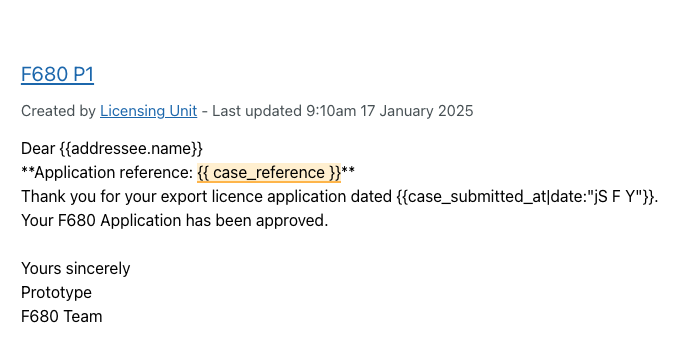 F680 P1
Created by Licensing Unit - Last updated 9:10am 17 January 2025
Dear {{addressee.name}}
**Application reference: {{ case_reference }}**
Thank you for your export licence application dated {{case_submitted_at|date:"jS F Y"}}.
Your F680 Application has been approved.
Yours sincerely
Prototype
F680 Team